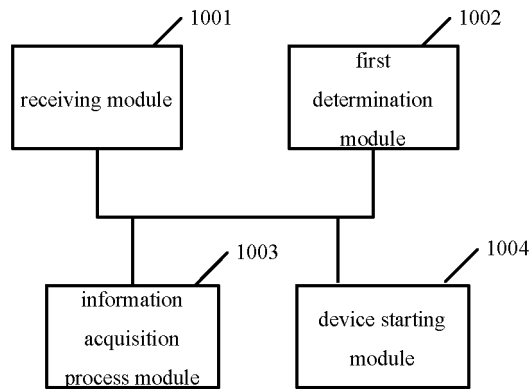 1001
1002
receiving module
first
determination
module
1003
1004
information
acquisition
process module
device starting
module